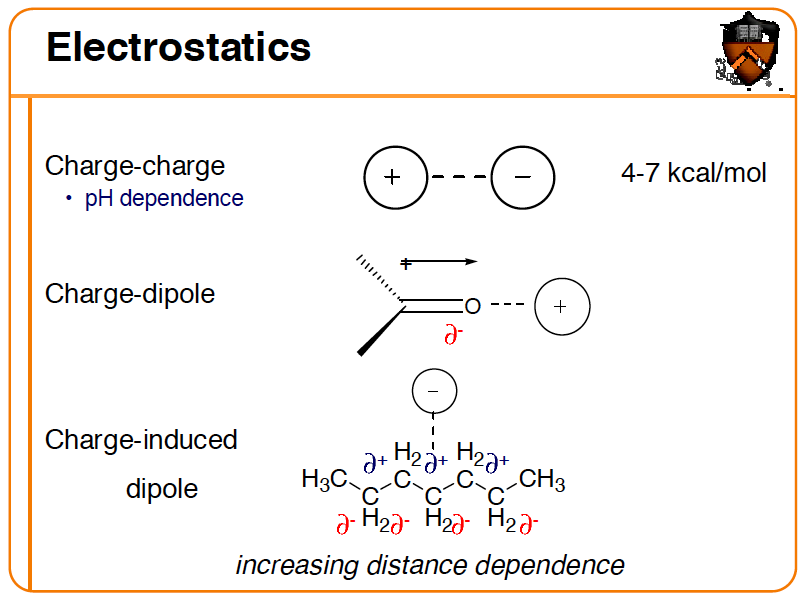 Electrostatics
Charge-charge
+ - - - −
4-7 kcal/mol
• pH dependence
+
Charge-dipole
O
+
∂-
−
Charge-induced
dipole
H2 H2
∂+ ∂+ ∂+
H3C C C CH3
C C C
∂- H2 ∂- H2 ∂- H2 ∂-
increasing distance dependence